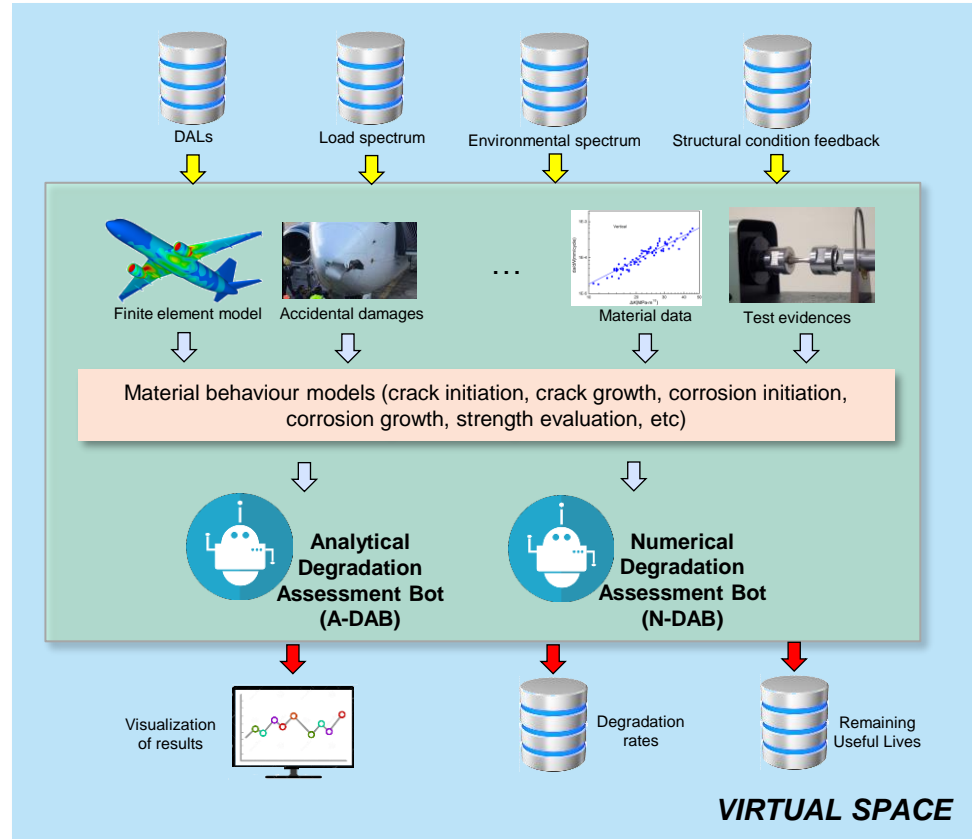 DALs
Load spectrum
Environmental spectrum
Structural condition feedback
Vertical
...
Finite element model
Accidental damages
Material data
Test evidences
Material behaviour models (crack initiation, crack growth, corrosion initiation,
corrosion growth, strength evaluation, etc)
Analytical
Degradation
Assessment Bot
(A-DAB)
Numerical
Degradation
Assessment Bot
(N-DAB)
Visualization
of results
Degradation
rates
Remaining
Useful Lives
VIRTUAL SPACE